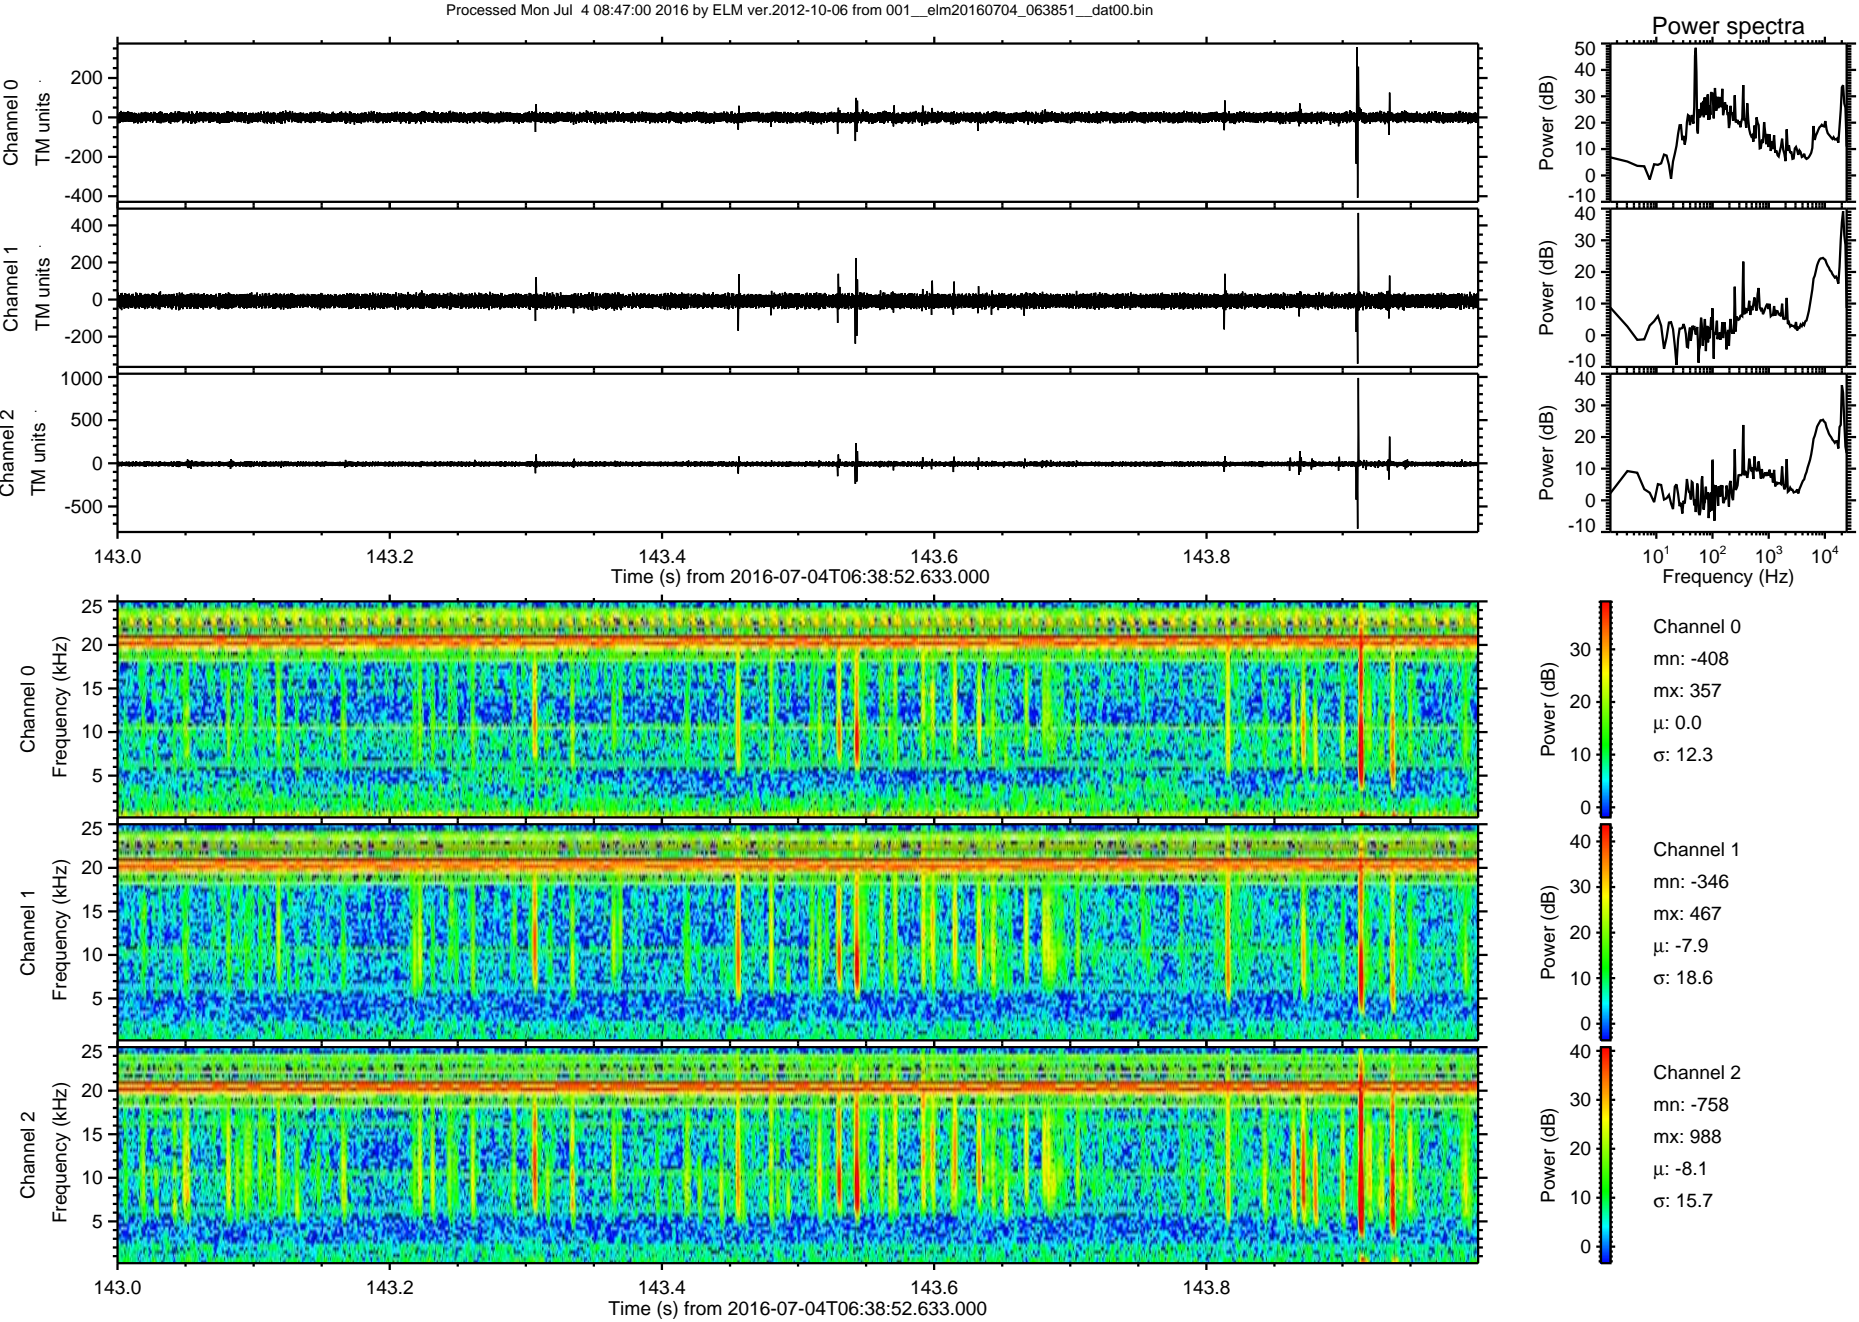 Processed Mon Jul  4 08:47:00 2016 by ELM ver.2012-10-06 from 001__elm20160704_063851__dat00.bin
Power spectra
Channel 0
TM units
200
0
-200
-400
Power (dB)
50
40
30
20
10
0
-10
Channel 1
TM units
400
200
0
-200
Power (dB)
40
30
20
10
0
-10
Channel 2
TM units
1000
500
0
-500
Power (dB)
40
30
20
10
0
-10
143.0 143.2 143.4 143.6 143.8
Time (s) from 2016-07-04T06:38:52.633.000
10¹ 10² 10³ 10⁴
Frequency (Hz)
Channel 0
Frequency (kHz)
25
20
15
10
5
Power (dB)
30
20
10
0
Channel 0
mn: -408
mx: 357
μ: 0.0
σ: 12.3
Channel 1
Frequency (kHz)
25
20
15
10
5
Power (dB)
40
30
20
10
0
Channel 1
mn: -346
mx: 467
μ: -7.9
σ: 18.6
Channel 2
Frequency (kHz)
25
20
15
10
5
Power (dB)
40
30
20
10
0
Channel 2
mn: -758
mx: 988
μ: -8.1
σ: 15.7
143.0 143.2 143.4 143.6 143.8
Time (s) from 2016-07-04T06:38:52.633.000